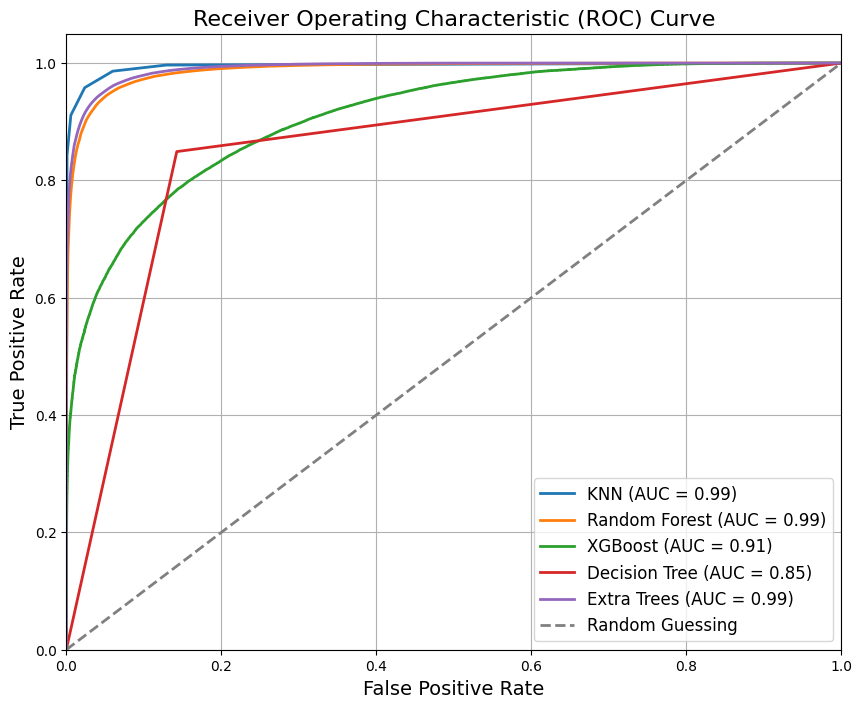 Receiver Operating Characteristic (ROC) Curve
True Positive Rate
1.0
0.8
0.6
0.4
0.2
0.0
KNN (AUC = 0.99)
Random Forest (AUC = 0.99)
XGBoost (AUC = 0.91)
Decision Tree (AUC = 0.85)
Extra Trees (AUC = 0.99)
Random Guessing
0.0 0.2 0.4 0.6 0.8 1.0
False Positive Rate